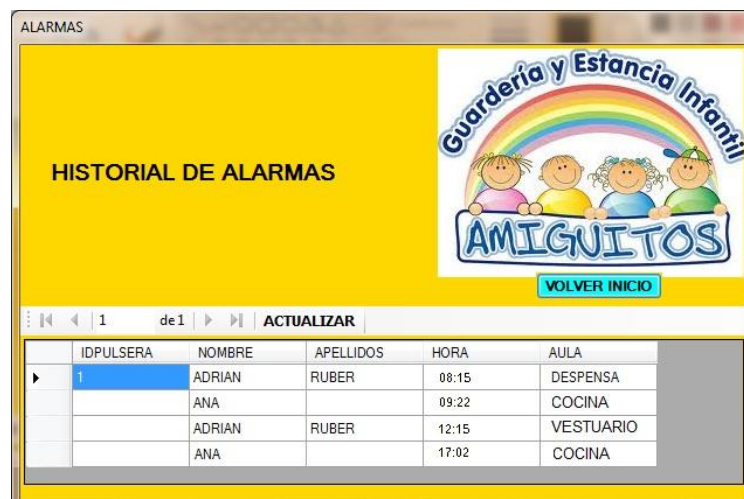 ALARMAS
Guardería y Estancia Infantil
HISTORIAL DE ALARMAS
AMIGUITOS
VOLVER INICIO
1 de 1 ACTUALIZAR
IDPULSERA NOMBRE APELLIDOS HORA AULA
1 ADRIAN RUBER 08:15 DESPENSA
ANA 09:22 COCINA
ADRIAN RUBER 12:15 VESTUARIO
ANA 17:02 COCINA